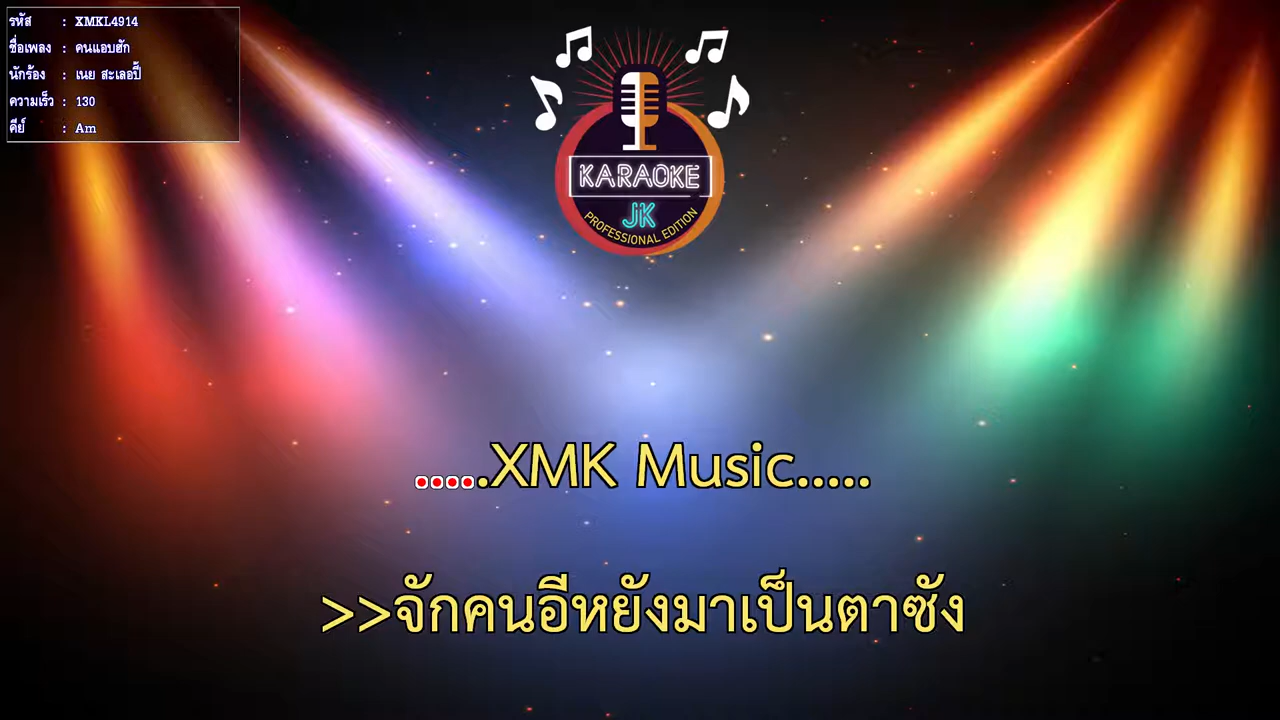 รหัส : XMKL4914
ชื่อเพลง : คนแอบฮัก
นักร้อง : เนย สะเลอปี้
ความเร็ว : 130
คีย์ : Am
KARAOKE
JK
PROFESSIONAL EDITION
.....XMK Music.....
>>จักคนอีหยังมาเป็นตาซัง